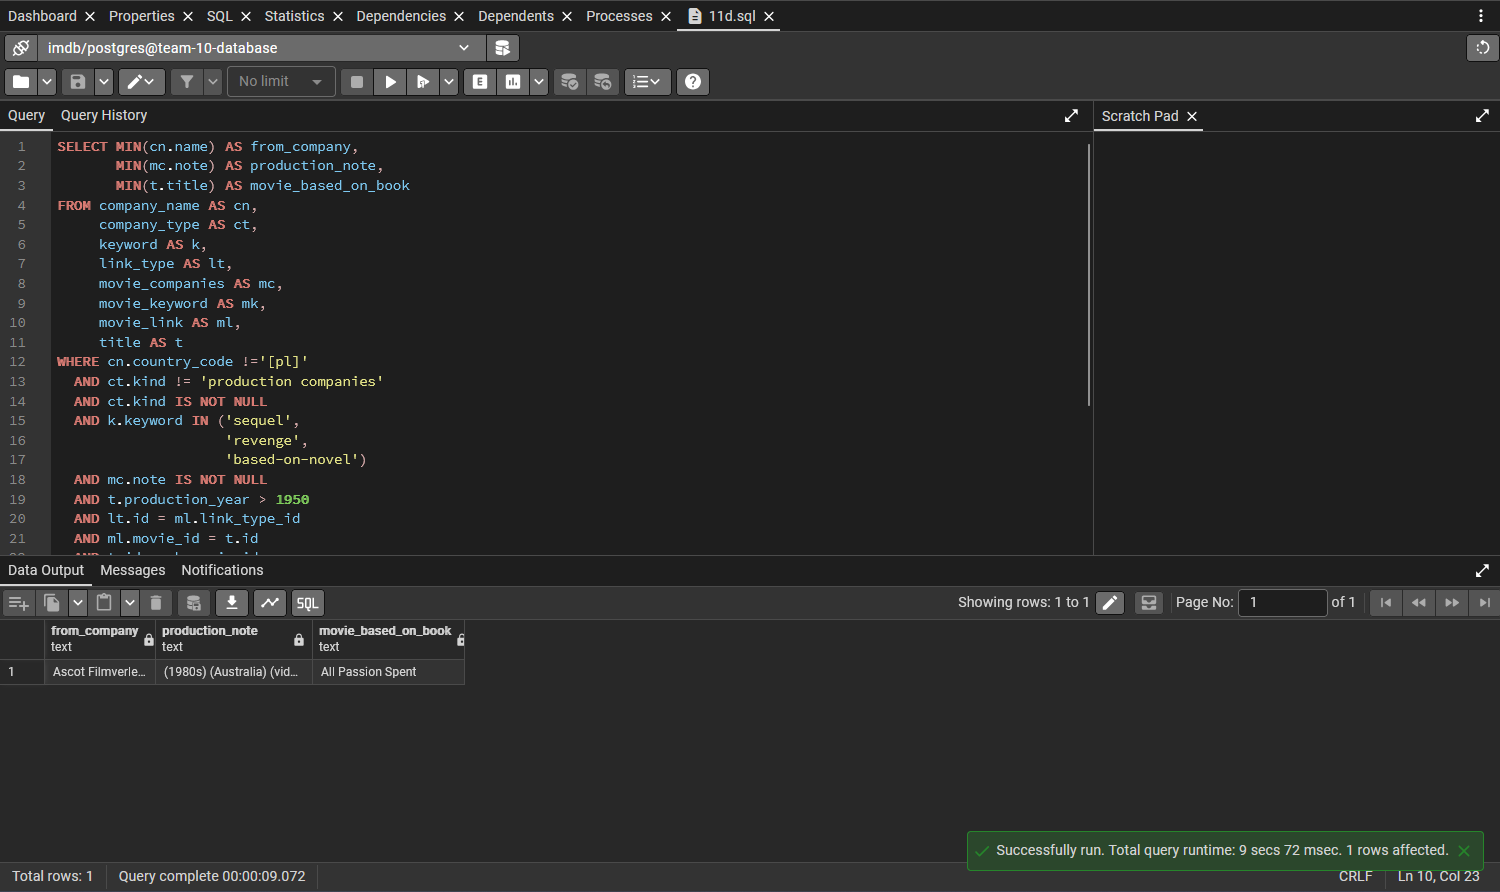 Dashboard Properties SQL Statistics Dependencies Dependents Processes 11d.sql
imdb/postgres@team-10-database
No limit E
Query Query History Scratch Pad
1 SELECT MIN(cn.name) AS from_company,
2 MIN(mc.note) AS production_note,
3 MIN(t.title) AS movie_based_on_book
4 FROM company_name AS cn,
5 company_type AS ct,
6 keyword AS k,
7 link_type AS lt,
8 movie_companies AS mc,
9 movie_keyword AS mk,
10 movie_link AS ml,
11 title AS t
12 WHERE cn.country_code !='[pl]'
13 AND ct.kind != 'production companies'
14 AND ct.kind IS NOT NULL
15 AND k.keyword IN ('sequel',
16 'revenge',
17 'based-on-novel')
18 AND mc.note IS NOT NULL
19 AND t.production_year > 1950
20 AND lt.id = ml.link_type_id
21 AND ml.movie_id = t.id
Data Output Messages Notifications
SQL Showing rows: 1 to 1 Page No: 1 of 1
from_company production_note movie_based_on_book
text text text
1 Ascot Filmverle... (1980s) (Australia) (vid... All Passion Spent
Successfully run. Total query runtime: 9 secs 72 msec. 1 rows affected.
Total rows: 1 Query complete 00:00:09.072 CRLF Ln 10, Col 23